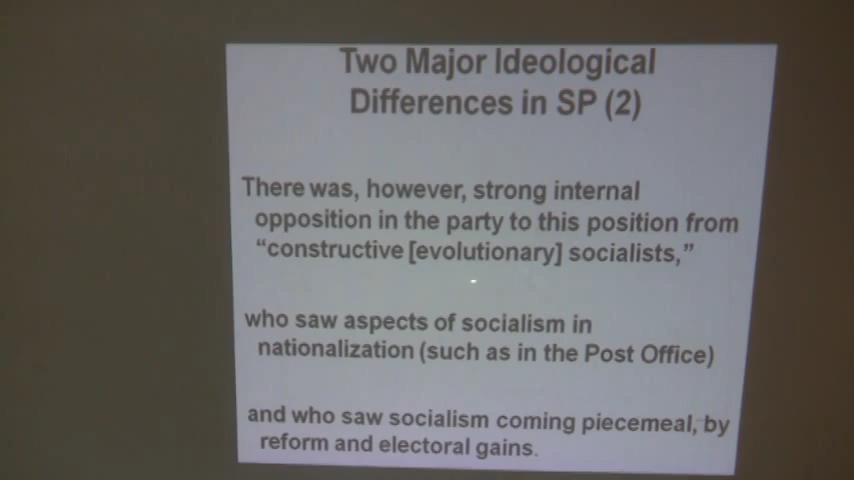 Two Major Ideological
Differences in SP (2)
There was, however, strong internal
opposition in the party to this position from
“constructive [evolutionary] socialists,”
who saw aspects of socialism in
nationalization (such as in the Post Office)
and who saw socialism coming piecemeal, by
reform and electoral gains.